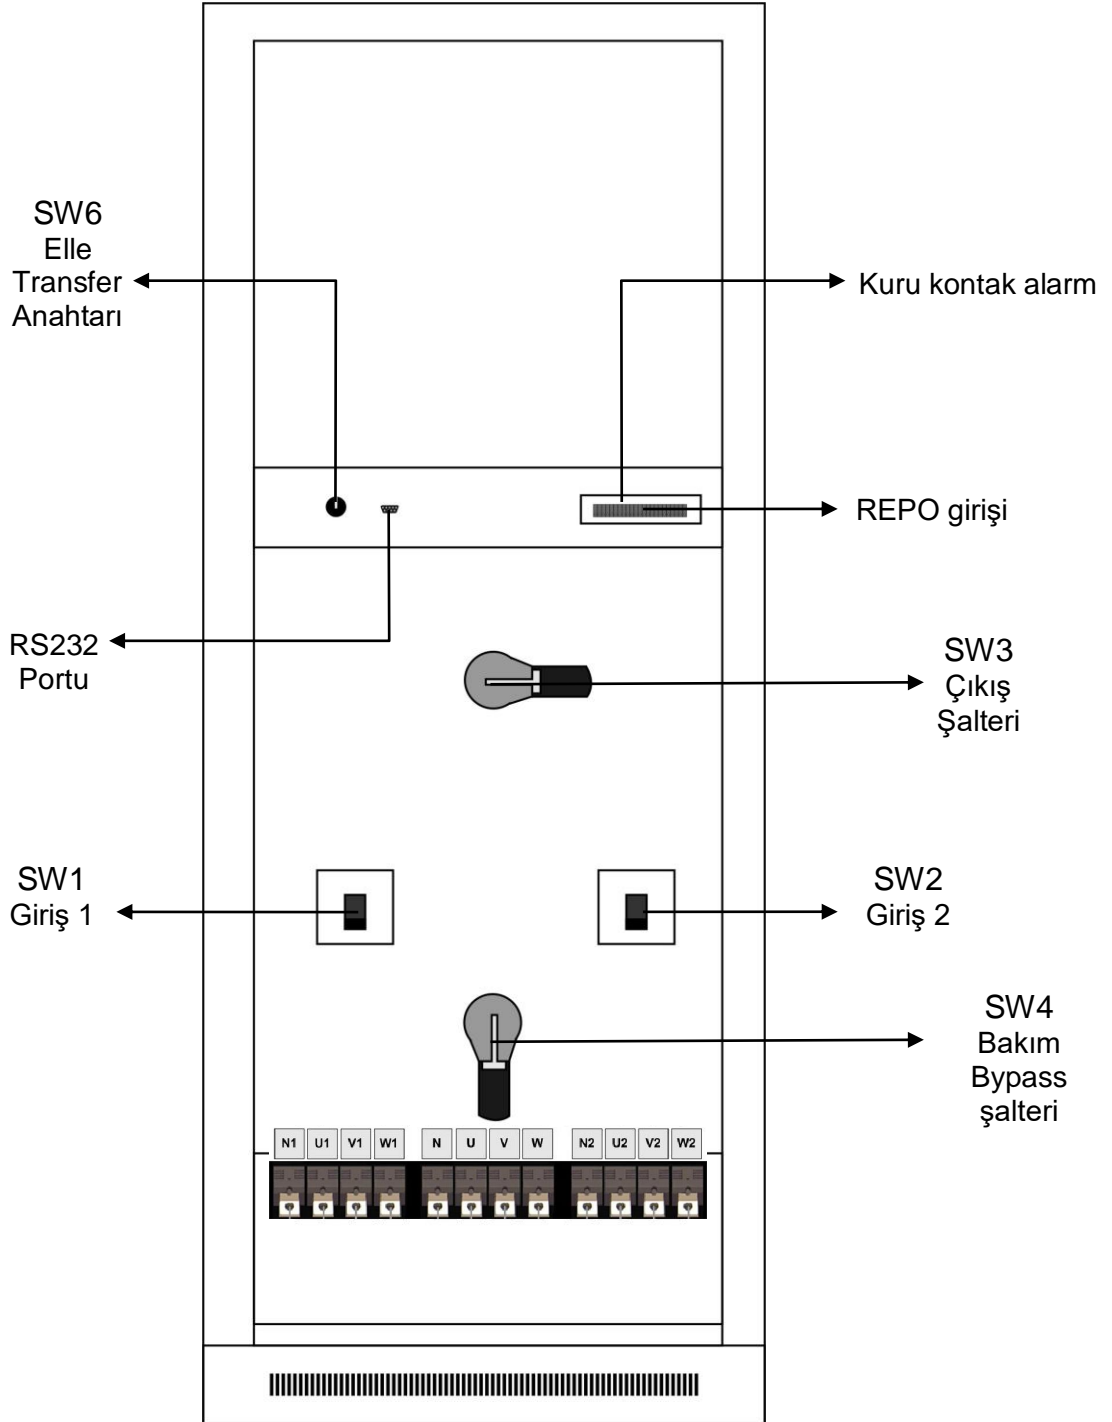 SW6
Elle
Transfer
Anahtarı
Kuru kontak alarm
REPO girişi
RS232
Portu
SW3
Çıkış
Şalteri
SW1
Giriş 1
SW2
Giriş 2
SW4
Bakım
Bypass
şalteri
N1 U1 V1 W1 N U V W N2 U2 V2 W2